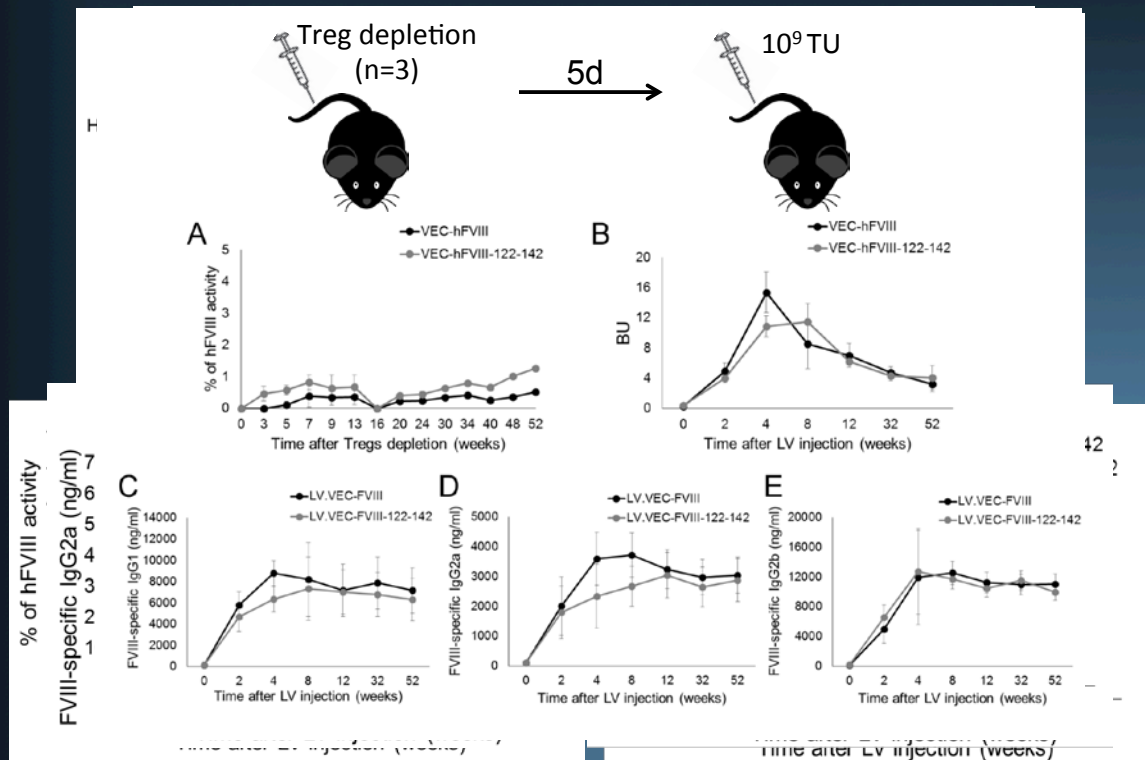 Treg depletion
(n=3)
5d
10⁹ TU
H
A
VEC-hFVIII
VEC-hFVIII-122-142
% of hFVIII activity
5
4
3
2
1
0
0 3 5 7 9 13 16 20 24 30 34 40 48 52
Time after Tregs depletion (weeks)
B
VEC-hFVIII
VEC-hFVIII-122-142
BU
20
16
12
8
4
0
0 2 4 8 12 32 52
Time after LV injection (weeks)
% of hFVIII activity
FVIII-specific IgG2a (ng/ml)
7
6
5
4
3
2
1
42
2
C
LV.VEC-FVIII
LV.VEC-FVIII-122-142
FVIII-specific IgG1 (ng/ml)
14000
12000
10000
8000
6000
4000
2000
0
0 2 4 8 12 32 52
Time after LV injection (weeks)
D
LV.VEC-FVIII
LV.VEC-FVIII-122-142
FVIII-specific IgG2a (ng/ml)
5000
4000
3000
2000
1000
0
0 2 4 8 12 32 52
Time after LV injection (weeks)
E
LV.VEC-FVIII
LV.VEC-FVIII-122-142
FVIII-specific IgG2b (ng/ml)
20000
16000
12000
8000
4000
0
0 2 4 8 12 32 52
Time after LV injection (weeks)
Time after LV injection (weeks)
Time after LV injection (weeks)